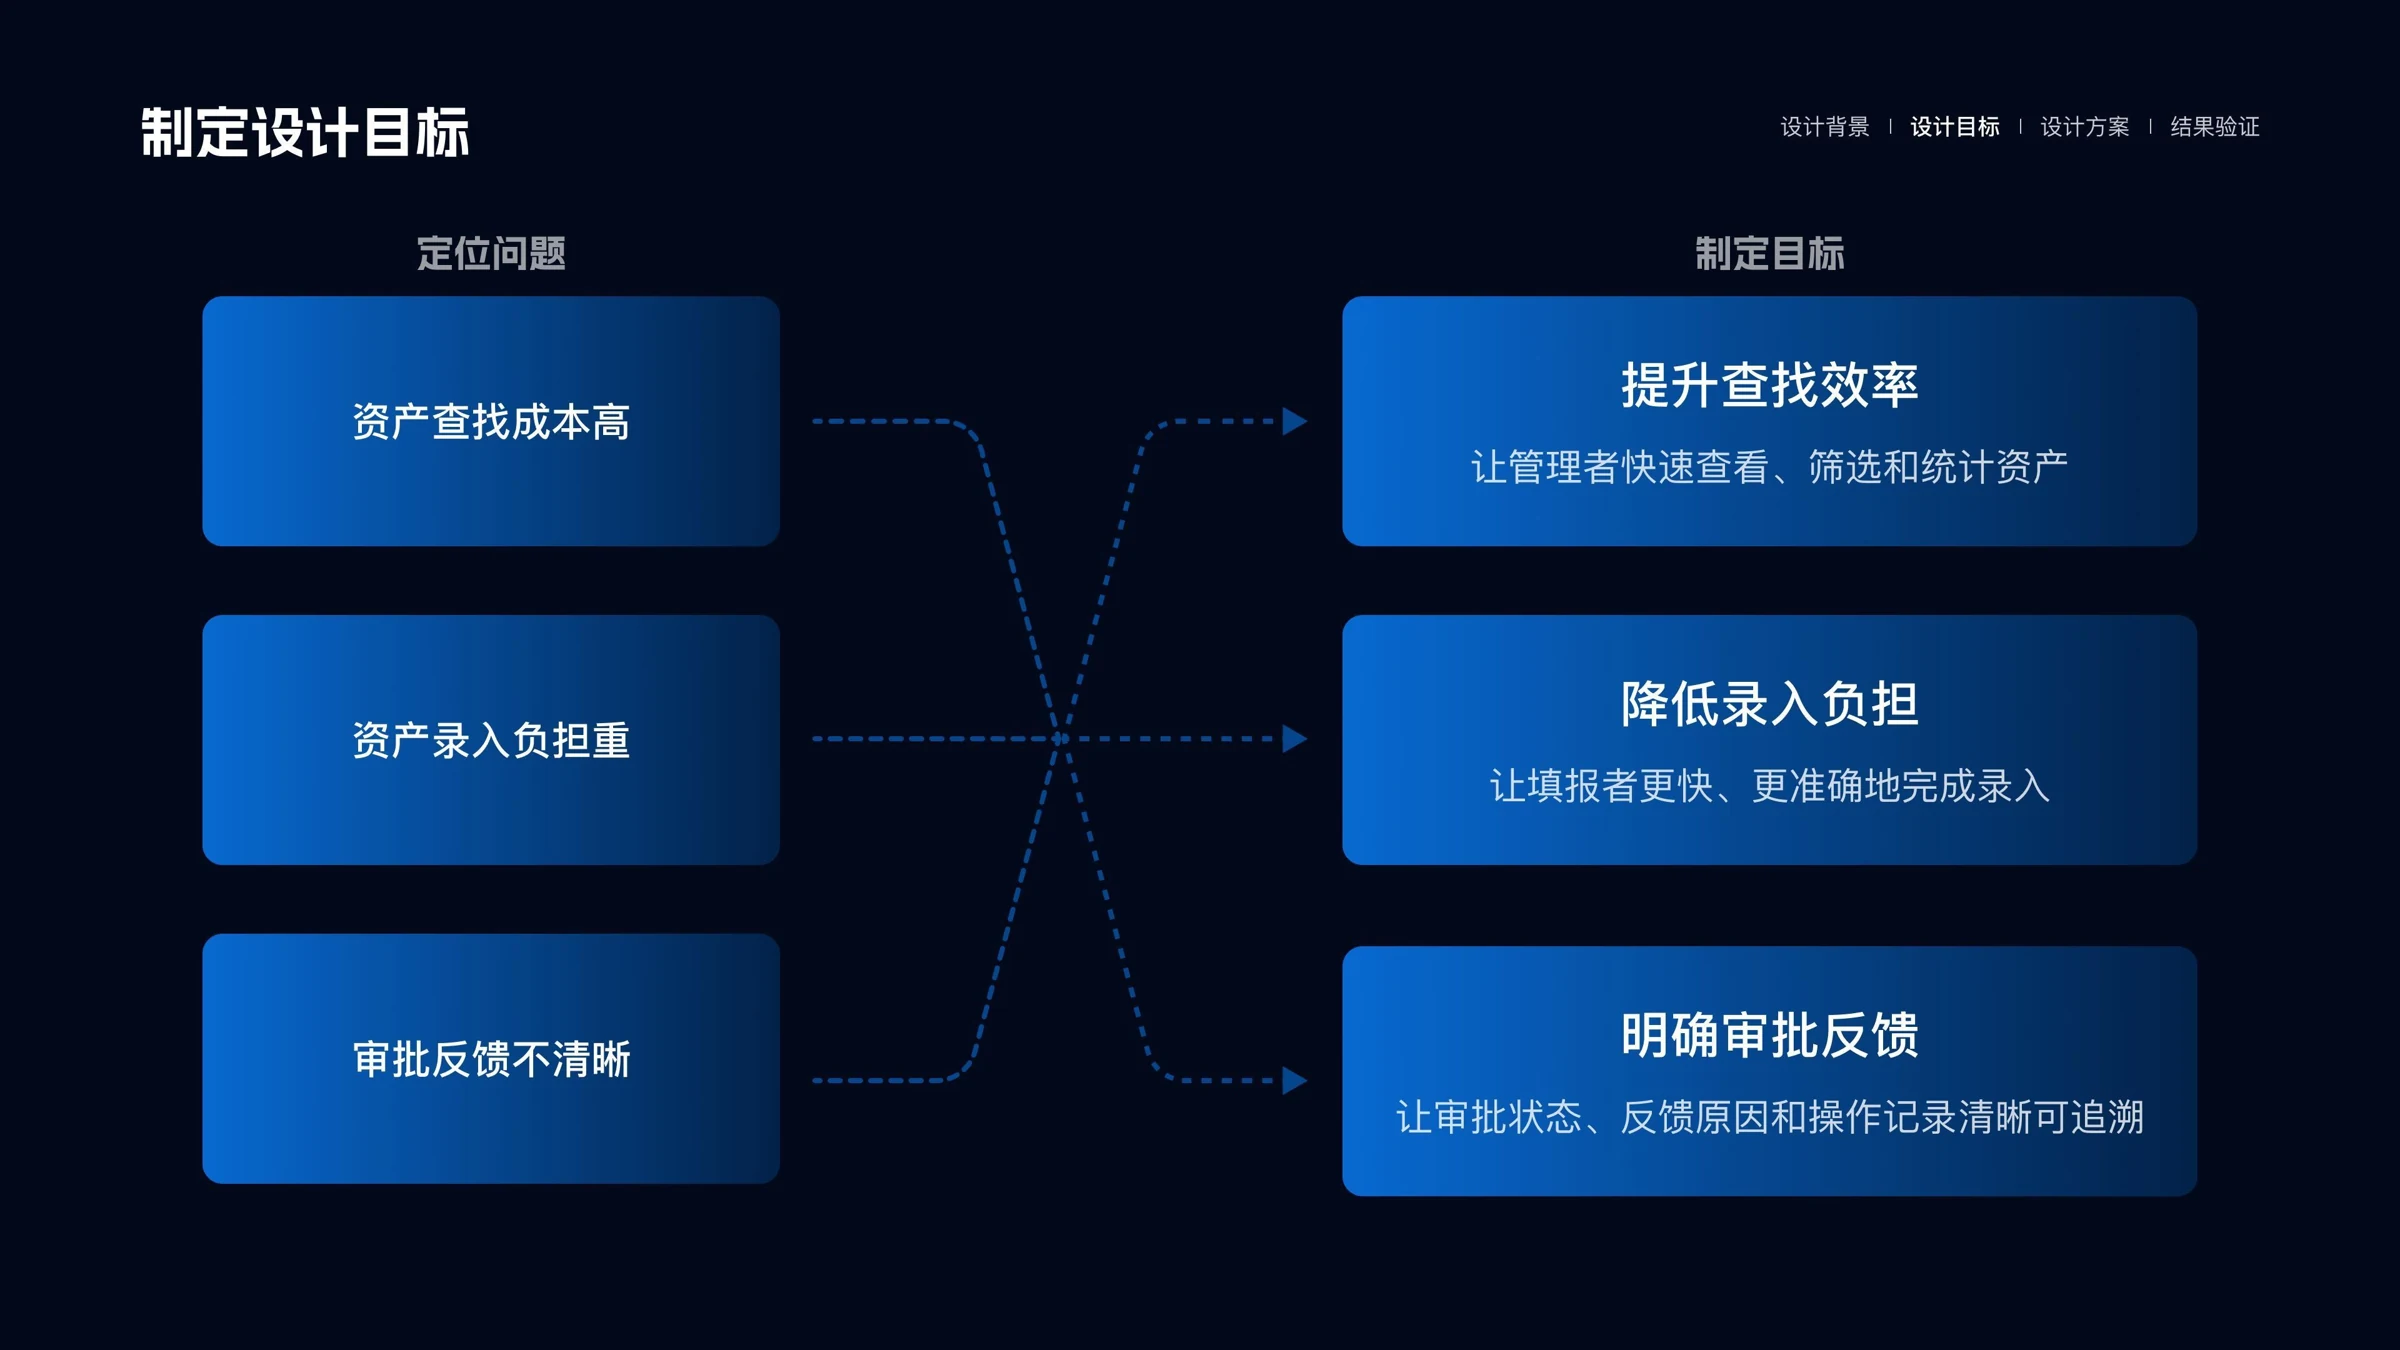 制定设计目标
设计背景 | 设计目标 | 设计方案 | 结果验证
定位问题
资产查找成本高
资产录入负担重
审批反馈不清晰
制定目标
提升查找效率
让管理者快速查看、筛选和统计资产
降低录入负担
让填报者更快、更准确地完成录入
明确审批反馈
让审批状态、反馈原因和操作记录清晰可追溯